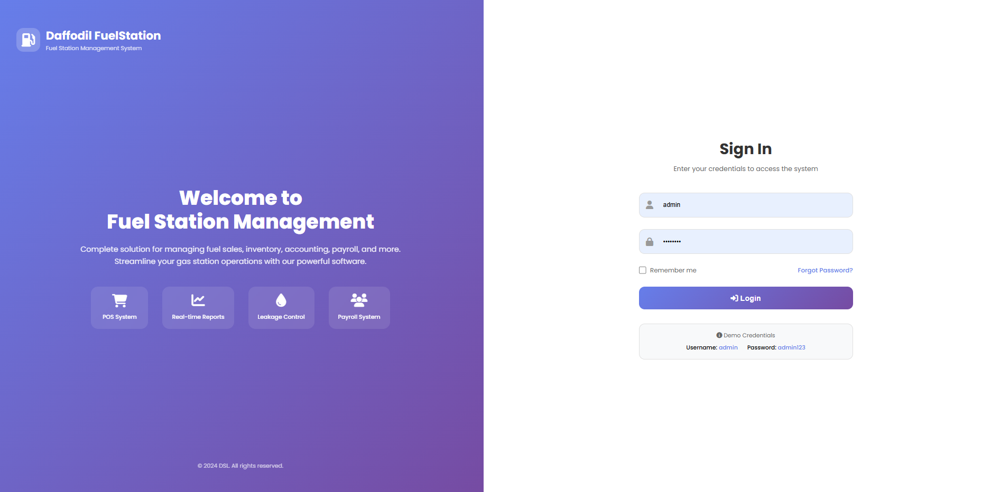 Daffodil FuelStation
Fuel Station Management System
Welcome to
Fuel Station Management
Complete solution for managing fuel sales, inventory, accounting, payroll, and more.
Streamline your gas station operations with our powerful software.
POS System
Real-time Reports
Leakage Control
Payroll System
© 2024 DSL. All rights reserved.
Sign In
Enter your credentials to access the system
admin
••••••••
Remember me
Forgot Password?
Login
Demo Credentials
Username: admin Password: admin123